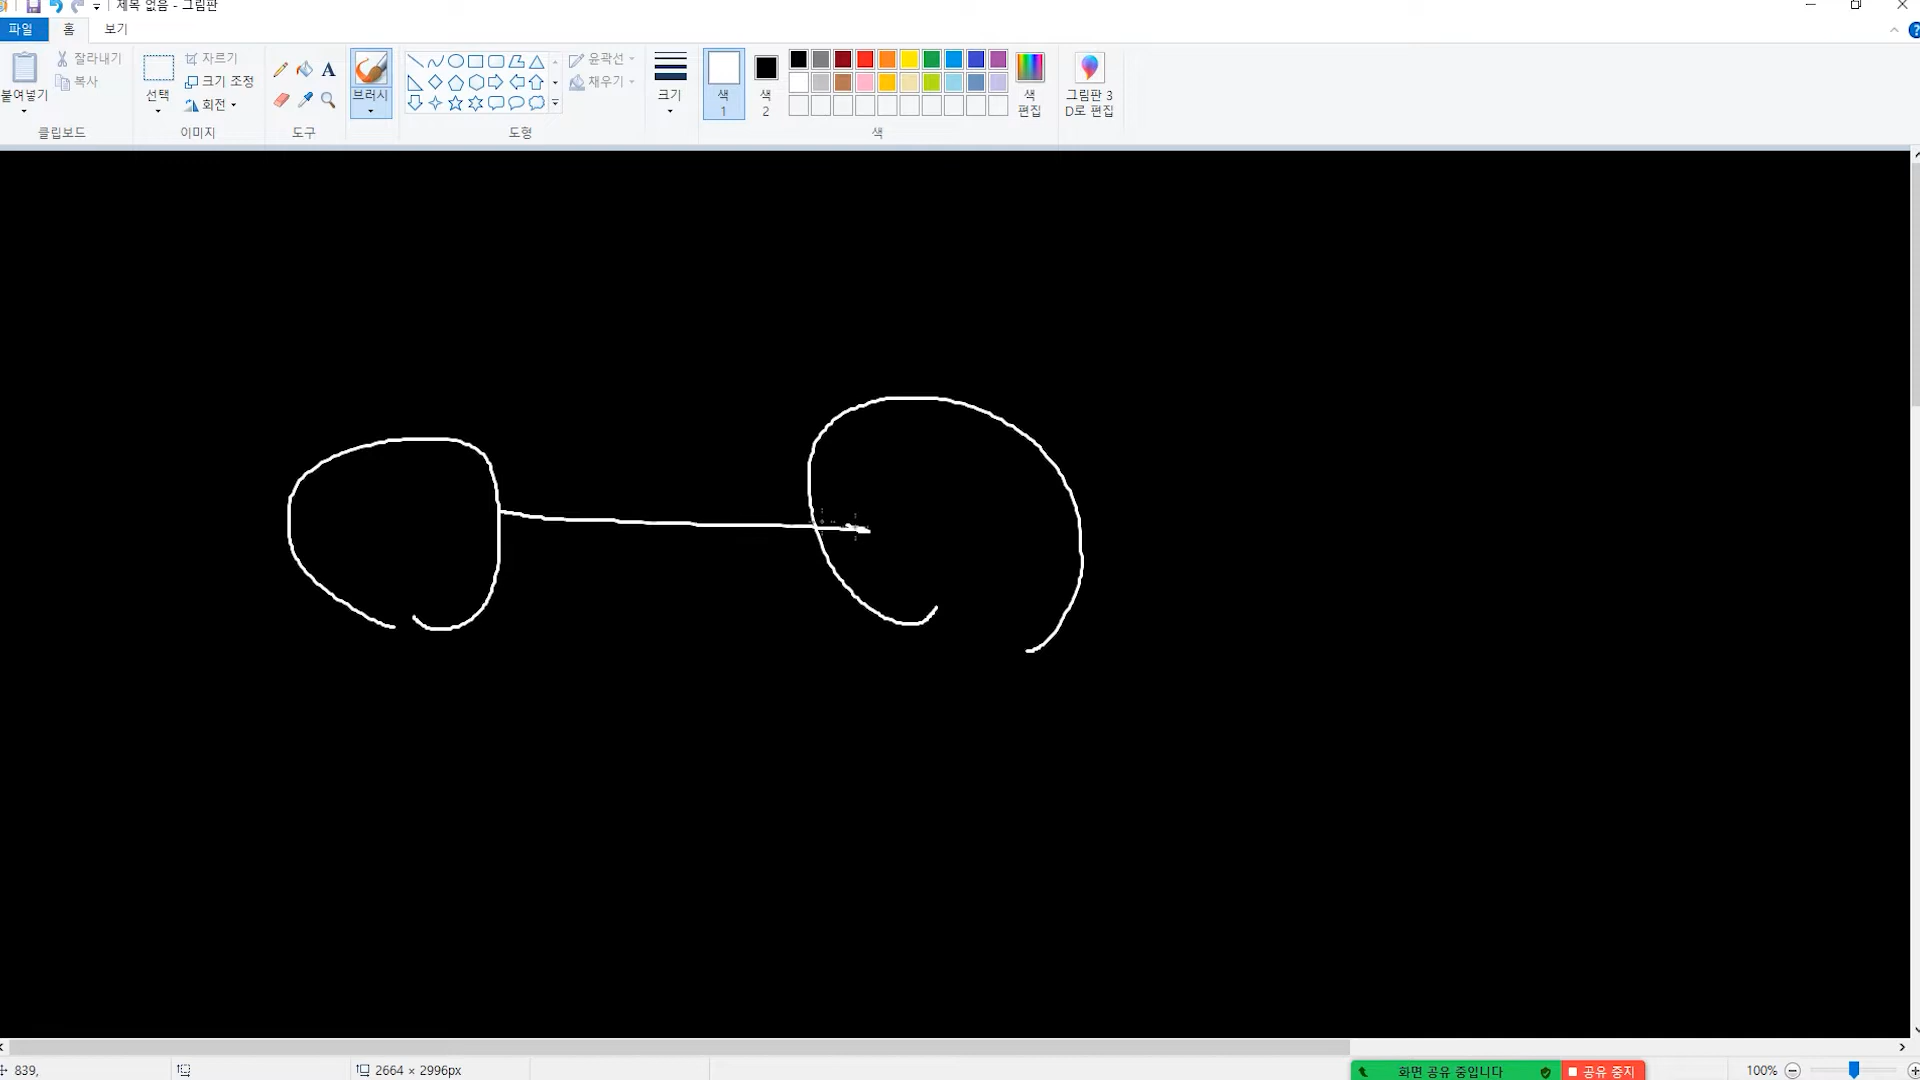 제목 없음 - 그림판
파일 홈 보기
붙여넣기 잘라내기 복사
클립보드
선택 자르기 크기 조정 회전
이미지
A
도구
브러시
윤곽선 채우기
도형
크기
색 1
색 2
색 편집
색
그림판 3D로 편집
839,
2664 × 2996px
화면 공유 중입니다
공유 중지
100%